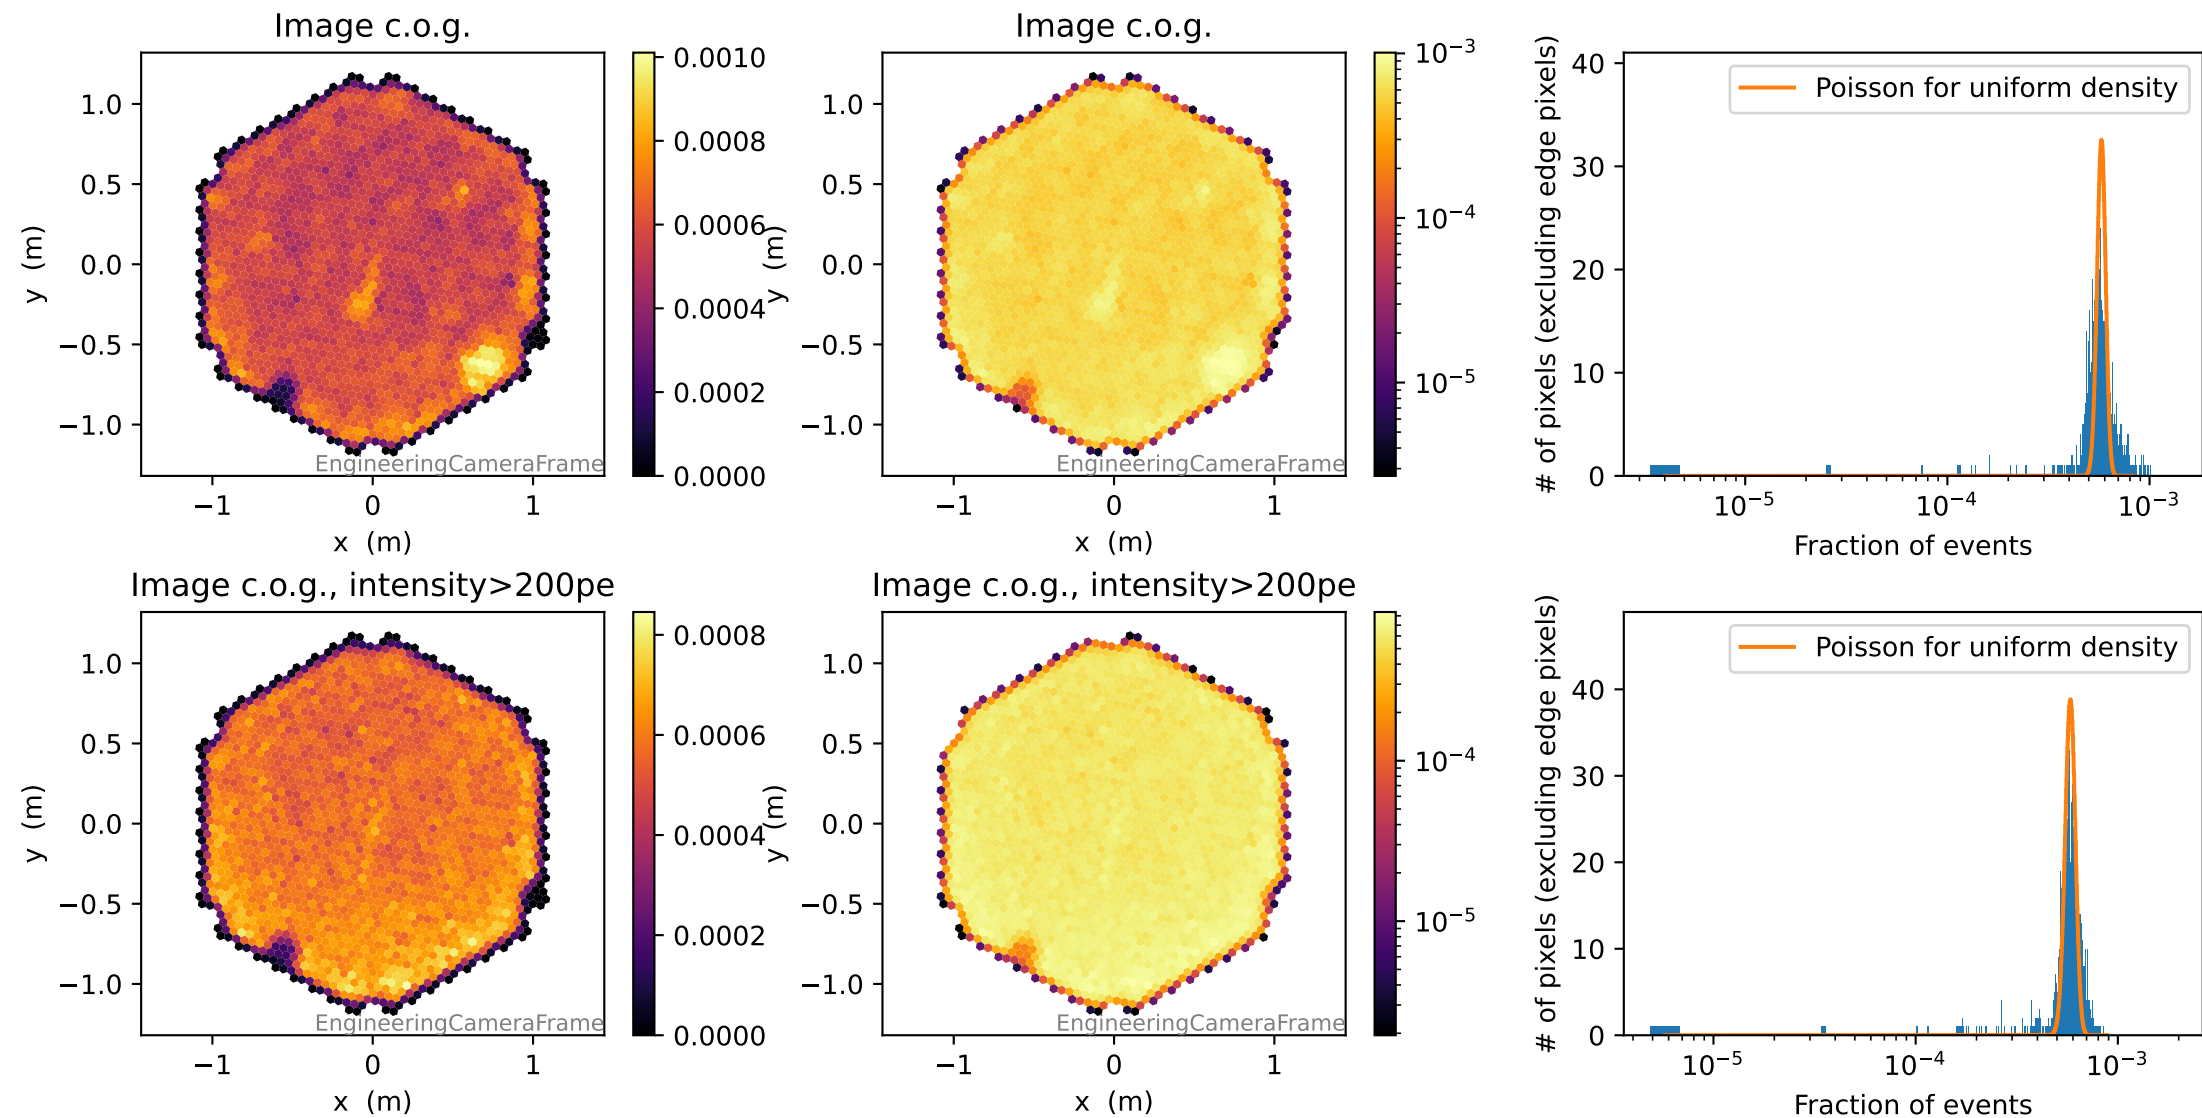 Image c.o.g.
1.0
0.5
0.0
−0.5
−1.0
y (m)
−1 0 1
x (m)
EngineeringCameraFrame
0.0010
0.0008
0.0006
0.0004
0.0002
0.0000
Image c.o.g.
1.0
0.5
0.0
−0.5
−1.0
y (m)
−1 0 1
x (m)
EngineeringCameraFrame
10⁻³
10⁻⁴
10⁻⁵
40
30
20
10
0
# of pixels (excluding edge pixels)
Poisson for uniform density
10⁻⁵ 10⁻⁴ 10⁻³
Fraction of events
Image c.o.g., intensity>200pe
1.0
0.5
0.0
−0.5
−1.0
y (m)
−1 0 1
x (m)
EngineeringCameraFrame
0.0008
0.0006
0.0004
0.0002
0.0000
Image c.o.g., intensity>200pe
1.0
0.5
0.0
−0.5
−1.0
y (m)
−1 0 1
x (m)
EngineeringCameraFrame
10⁻⁴
10⁻⁵
40
30
20
10
0
# of pixels (excluding edge pixels)
Poisson for uniform density
10⁻⁵ 10⁻⁴ 10⁻³
Fraction of events